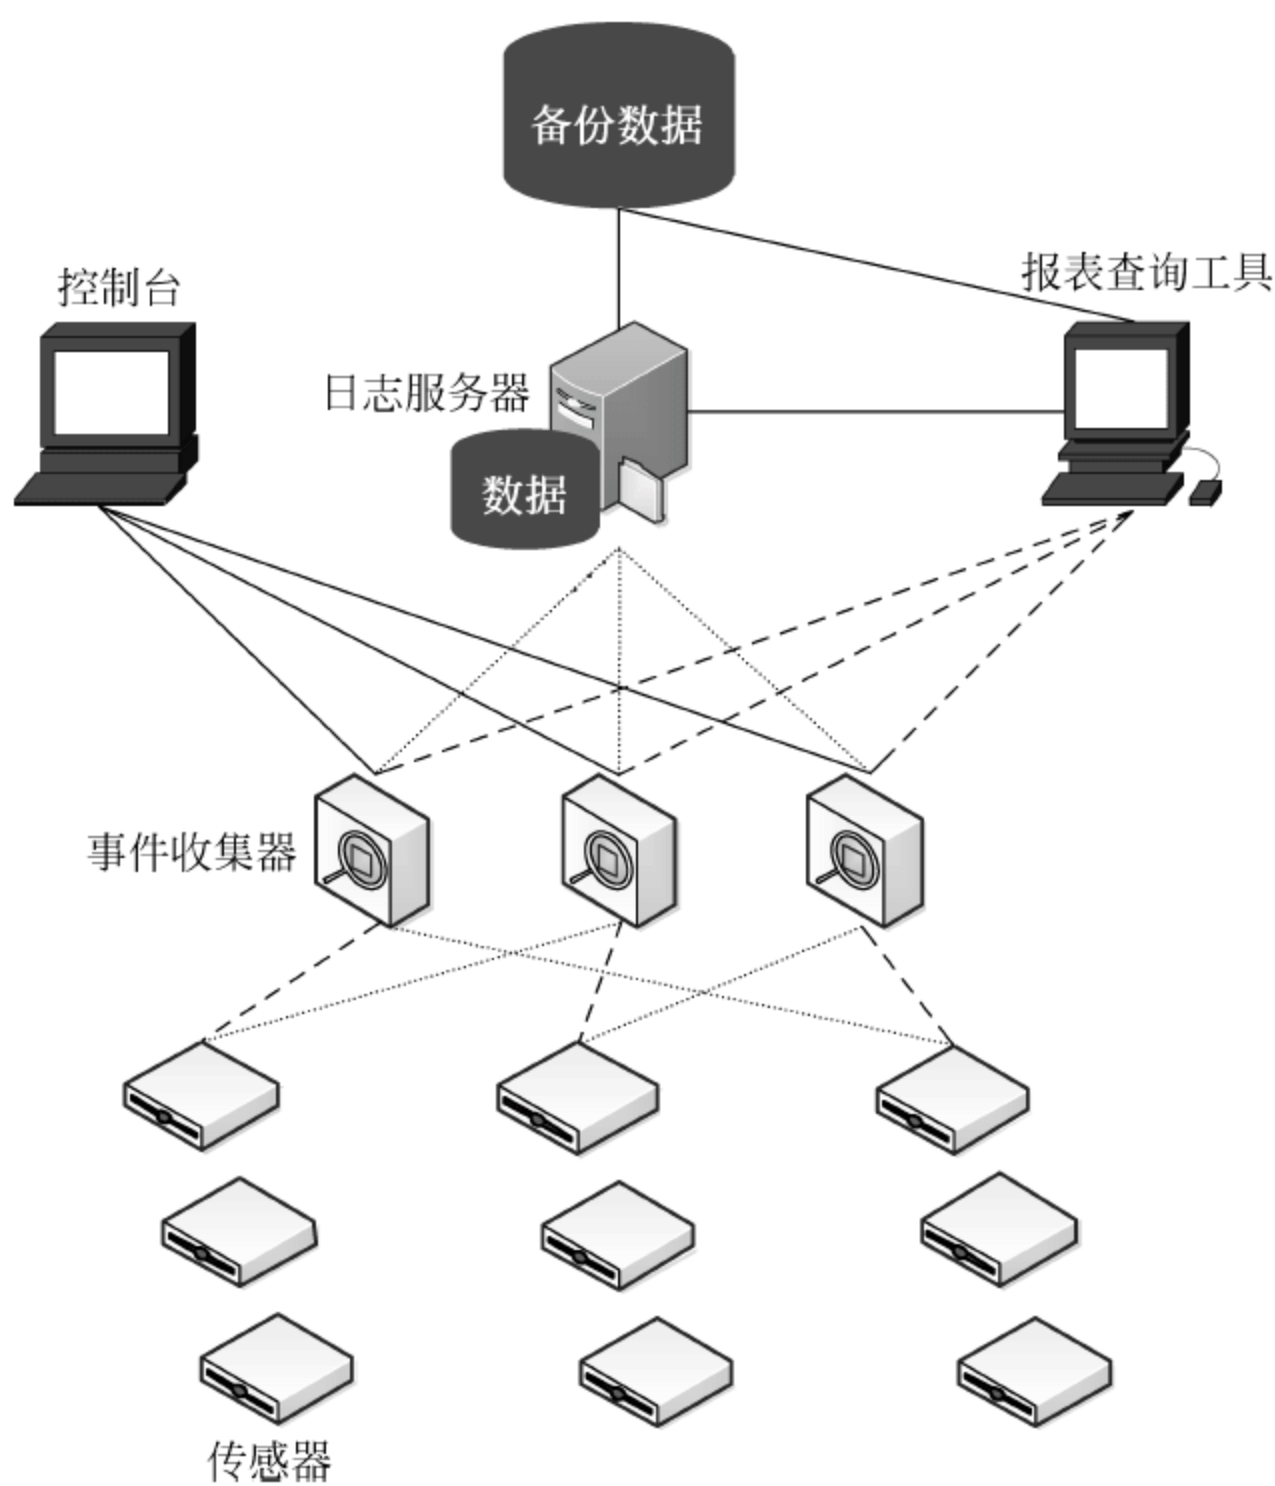 备份数据
控制台
报表查询工具
日志服务器
数据
事件收集器
传感器